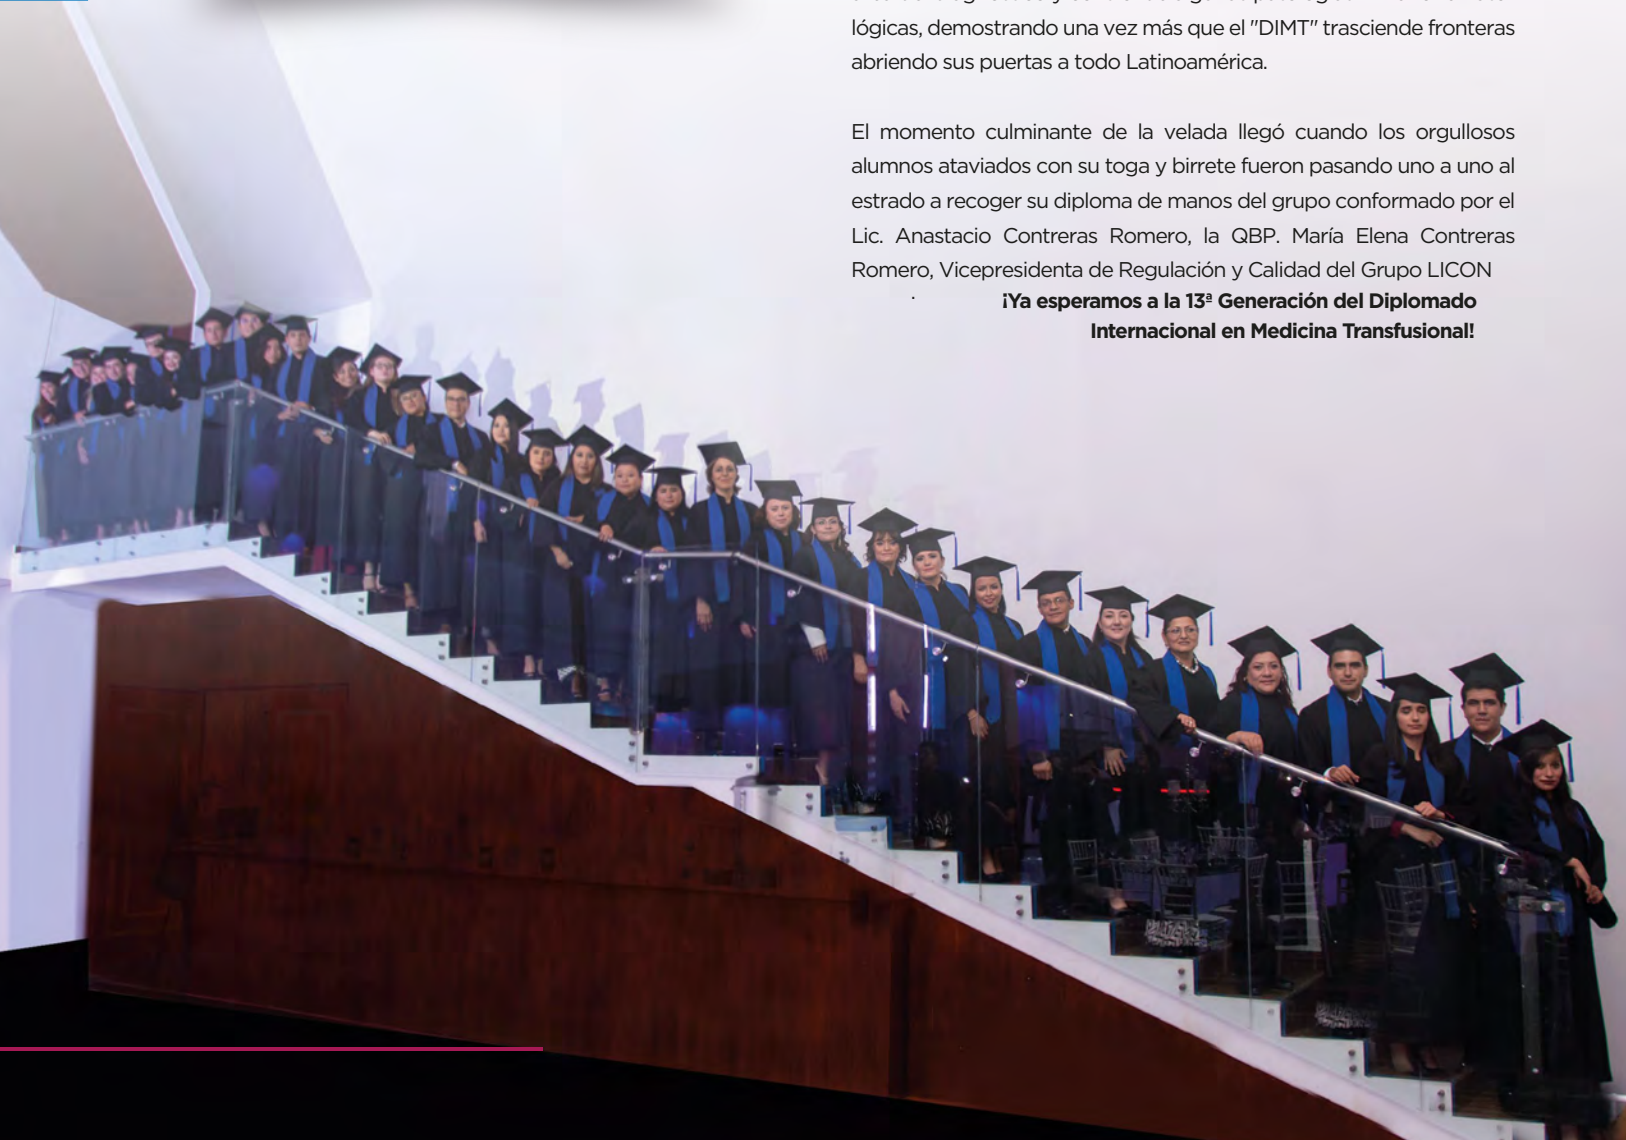 lógicas, demostrando una vez más que el "DIMT" trasciende fronteras
abriendo sus puertas a todo Latinoamérica.
El momento culminante de la velada llegó cuando los orgullosos
alumnos ataviados con su toga y birrete fueron pasando uno a uno al
estrado a recoger su diploma de manos del grupo conformado por el
Lic. Anastacio Contreras Romero, la QBP. María Elena Contreras
Romero, Vicepresidenta de Regulación y Calidad del Grupo LICON
.
¡Ya esperamos a la 13ª Generación del Diplomado
Internacional en Medicina Transfusional!